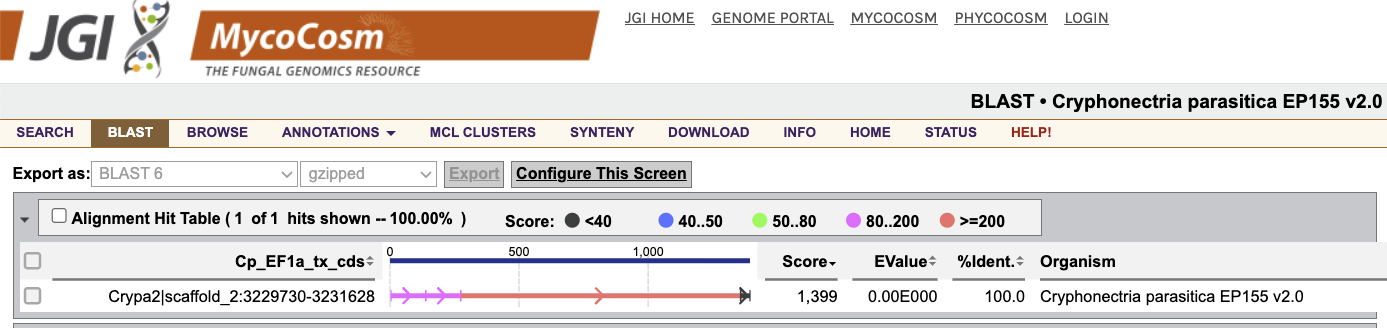 JGI HOME GENOME PORTAL MYCOCOSM PHYCOCOSM LOGIN
JGI MycoCosm
THE FUNGAL GENOMICS RESOURCE
BLAST • Cryphonectria parasitica EP155 v2.0
SEARCH BLAST BROWSE ANNOTATIONS MCL CLUSTERS SYNTENY DOWNLOAD INFO HOME STATUS HELP!
Export as: BLAST 6 gzipped Export Configure This Screen
Alignment Hit Table ( 1 of 1 hits shown -- 100.00% ) Score: <40 40..50 50..80 80..200 >=200
0 500 1,000
Cp_EF1a_tx_cds Score EValue %Ident. Organism
Crypa2|scaffold_2:3229730-3231628 1,399 0.00E000 100.0 Cryphonectria parasitica EP155 v2.0